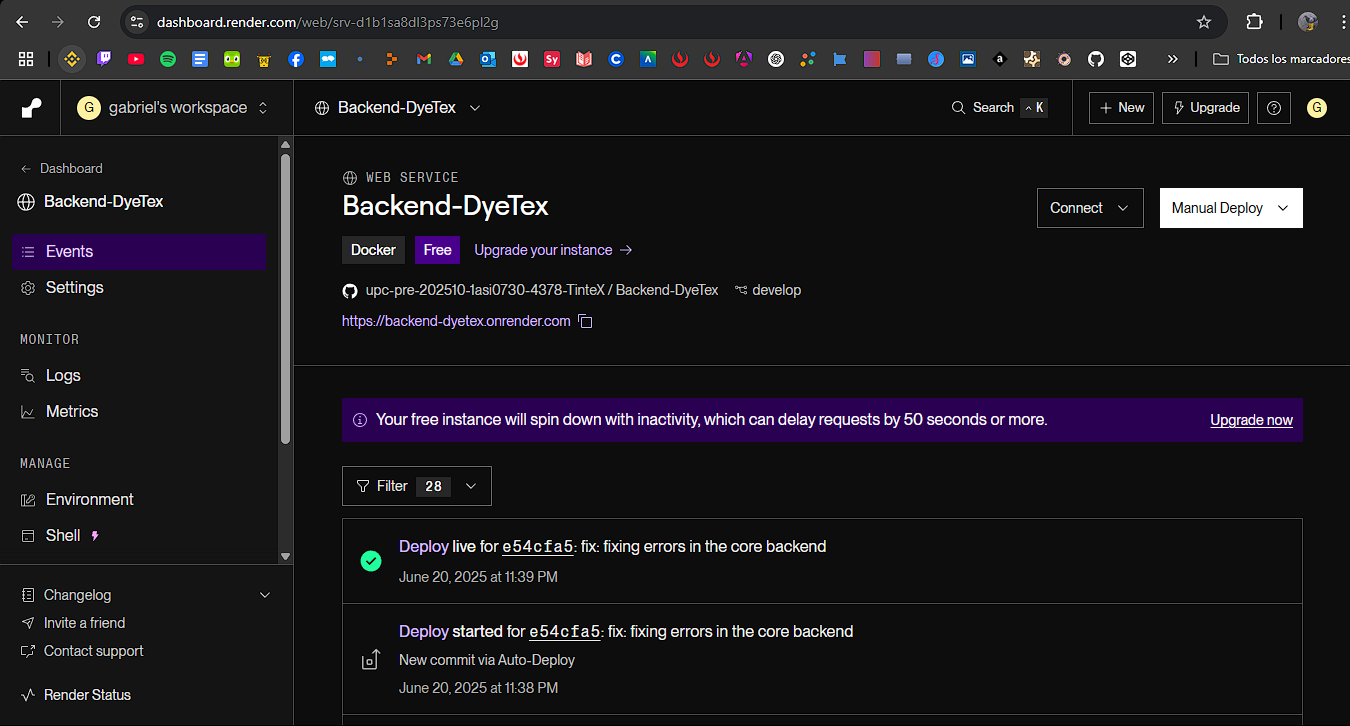 dashboard.render.com/web/srv-d1b1sa8dl3ps73e6pl2g
Todos los marcadores
G gabriel's workspace
Backend-DyeTex
Search K
+ New
Upgrade
G
Dashboard
Backend-DyeTex
Events
Settings
MONITOR
Logs
Metrics
MANAGE
Environment
Shell
Changelog
Invite a friend
Contact support
Render Status
WEB SERVICE
Backend-DyeTex
Connect
Manual Deploy
Docker Free Upgrade your instance →
upc-pre-202510-1asi0730-4378-TinteX / Backend-DyeTex develop
https://backend-dyetex.onrender.com
Your free instance will spin down with inactivity, which can delay requests by 50 seconds or more. Upgrade now
Filter 28
Deploy live for e54cfa5: fix: fixing errors in the core backend
June 20, 2025 at 11:39 PM
Deploy started for e54cfa5: fix: fixing errors in the core backend
New commit via Auto-Deploy
June 20, 2025 at 11:38 PM